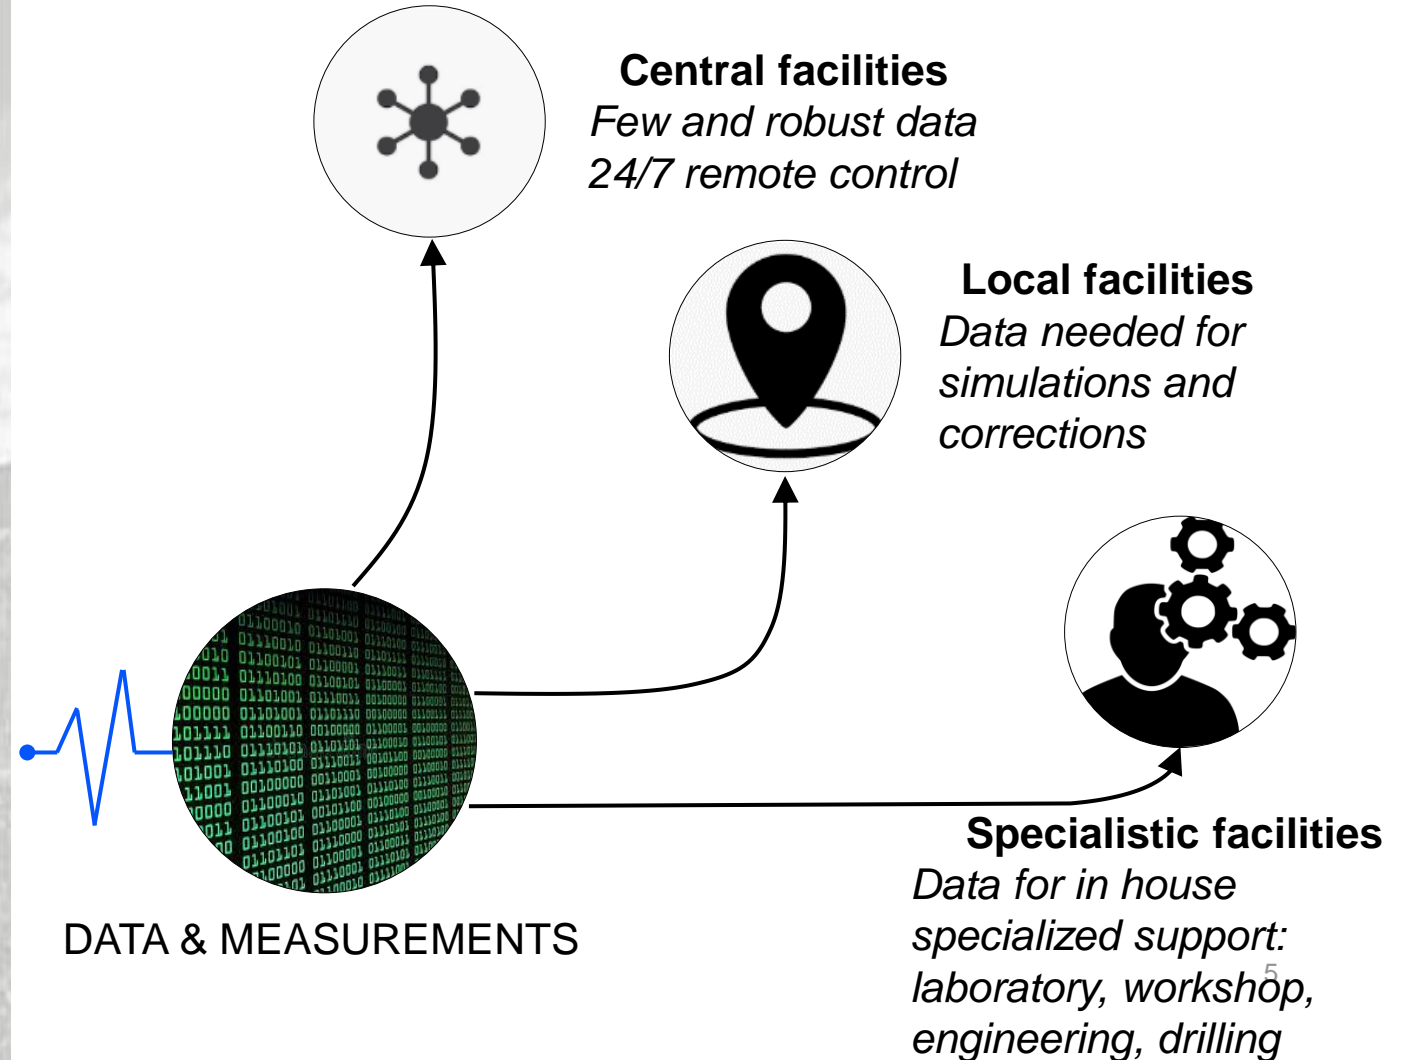 Central facilities
Few and robust data
24/7 remote control
Local facilities
Data needed for
simulations and
corrections
DATA & MEASUREMENTS
Specialistic facilities
Data for in house
specialized support:
laboratory, workshop,
engineering, drilling
5